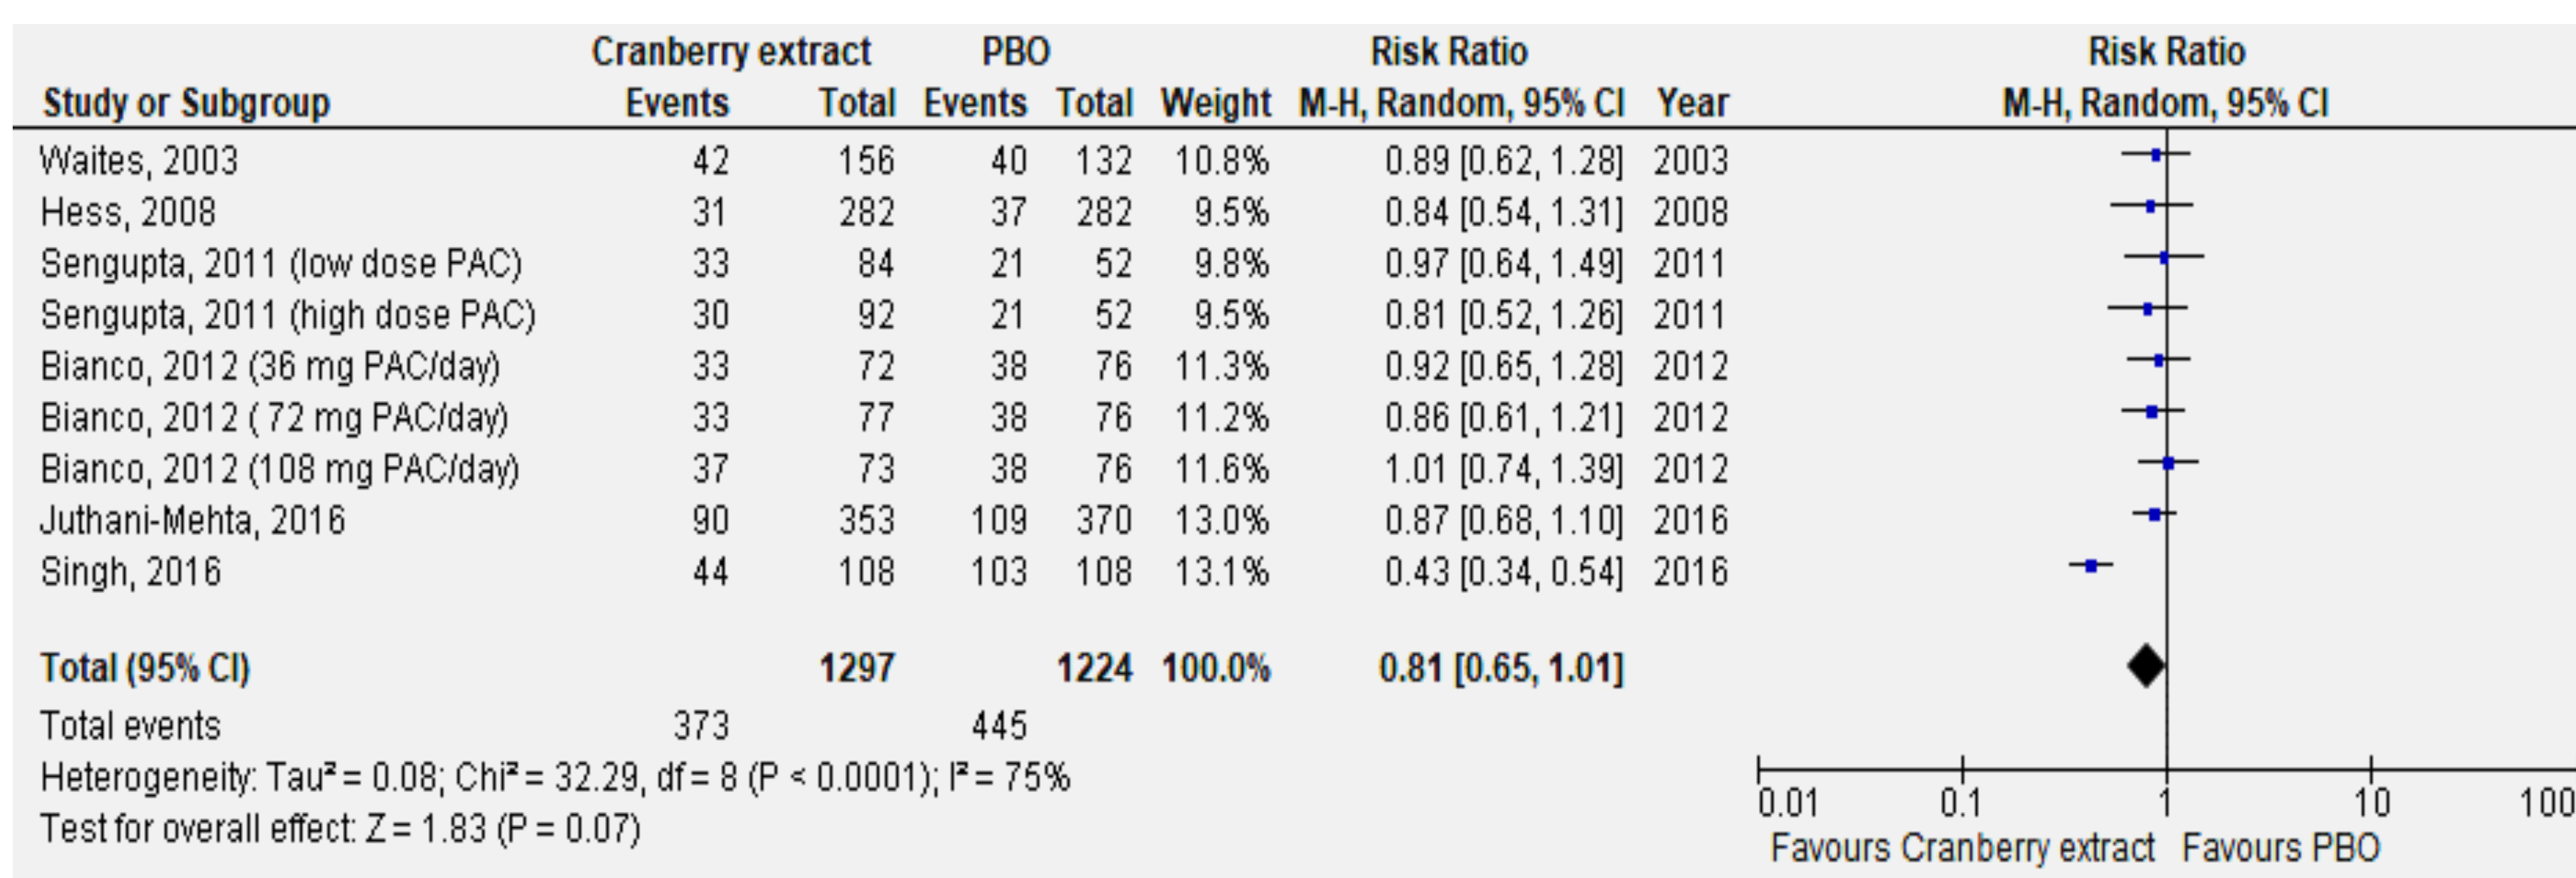 Cranberry extract PBO Risk Ratio Risk Ratio
Study or Subgroup Events Total Events Total Weight M-H, Random, 95% CI Year M-H, Random, 95% CI
Waites, 2003 42 156 40 132 10.8% 0.89 [0.62, 1.28] 2003
Hess, 2008 31 282 37 282 9.5% 0.84 [0.54, 1.31] 2008
Sengupta, 2011 (low dose PAC) 33 84 21 52 9.8% 0.97 [0.64, 1.49] 2011
Sengupta, 2011 (high dose PAC) 30 92 21 52 9.5% 0.81 [0.52, 1.26] 2011
Bianco, 2012 (36 mg PAC/day) 33 72 38 76 11.3% 0.92 [0.65, 1.28] 2012
Bianco, 2012 ( 72 mg PAC/day) 33 77 38 76 11.2% 0.86 [0.61, 1.21] 2012
Bianco, 2012 (108 mg PAC/day) 37 73 38 76 11.6% 1.01 [0.74, 1.39] 2012
Juthani-Mehta, 2016 90 353 109 370 13.0% 0.87 [0.68, 1.10] 2016
Singh, 2016 44 108 103 108 13.1% 0.43 [0.34, 0.54] 2016
Total (95% CI) 1297 1224 100.0% 0.81 [0.65, 1.01]
Total events 373 445
Heterogeneity: Tau² = 0.08; Chi² = 32.29, df = 8 (P < 0.0001); I² = 75%
Test for overall effect: Z = 1.83 (P = 0.07)
0.01 0.1 1 10 100
Favours Cranberry extract Favours PBO